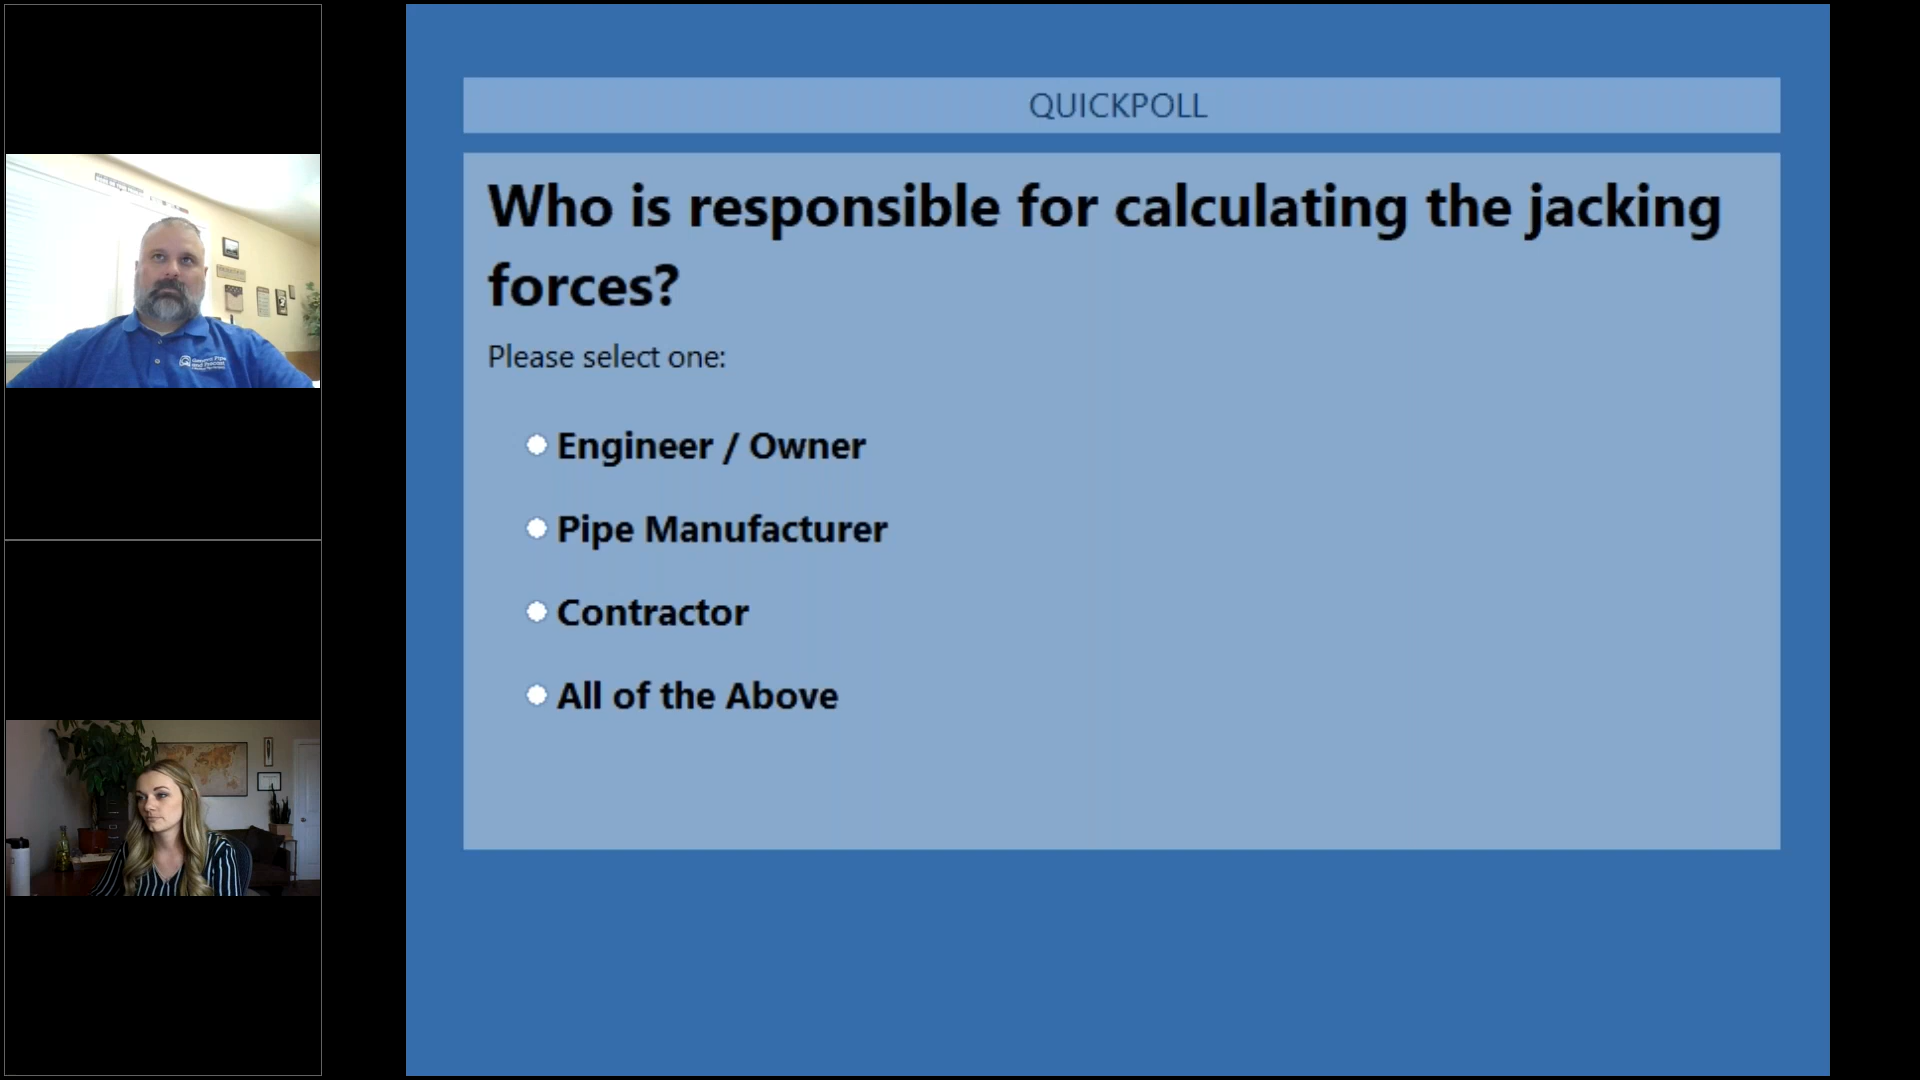 QUICKPOLL
Who is responsible for calculating the jacking
forces?
Please select one:
Engineer / Owner
Pipe Manufacturer
Contractor
All of the Above